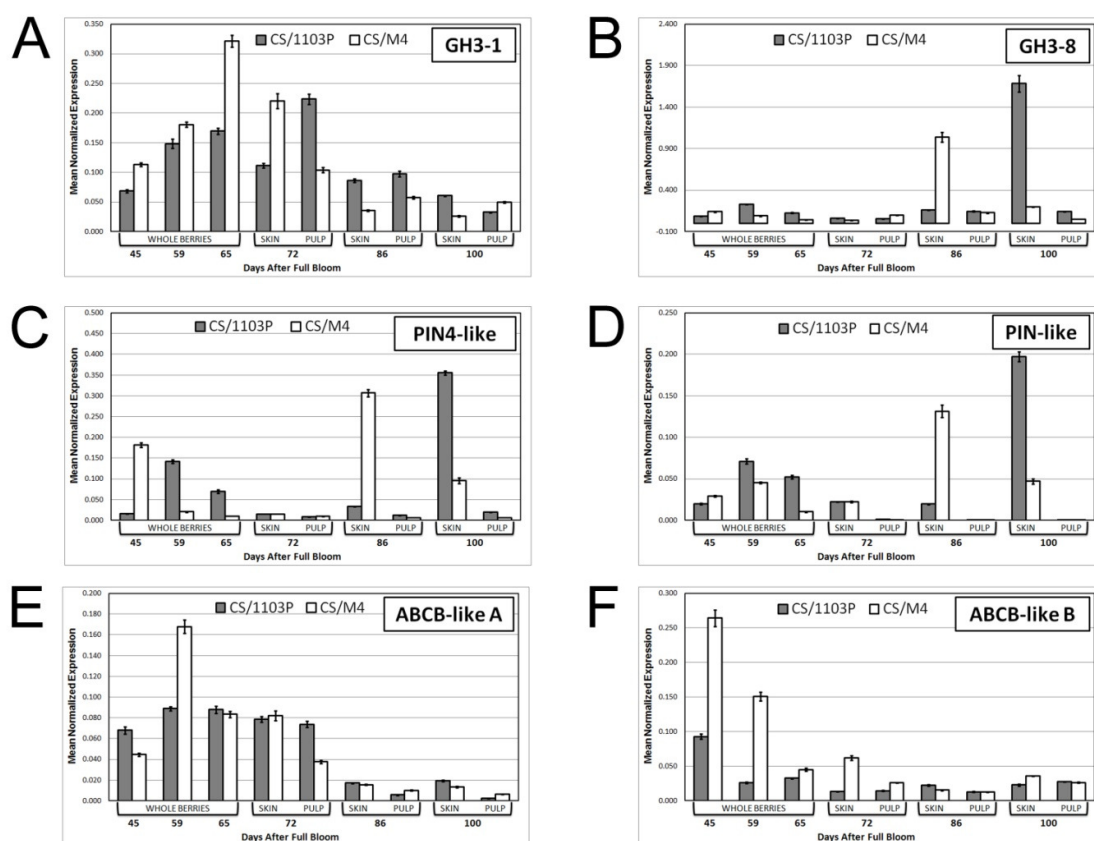 A
0.350
0.300
0.250
0.200
0.150
0.100
0.050
0.000
Mean Normalized Expression
CS/1103P CS/M4
GH3-1
WHOLE BERRIES SKIN PULP SKIN PULP SKIN PULP
45 59 65 72 86 100
Days After Full Bloom
B
2.400
1.900
1.400
0.900
0.400
-0.100
Mean Normalized Expression
CS/1103P CS/M4
GH3-8
WHOLE BERRIES SKIN PULP SKIN PULP SKIN PULP
45 59 65 72 86 100
Days After Full Bloom
C
0.500
0.450
0.400
0.350
0.300
0.250
0.200
0.150
0.100
0.050
0.000
Mean Normalized Expression
CS/1103P CS/M4
PIN4-like
WHOLE BERRIES SKIN PULP SKIN PULP SKIN PULP
45 59 65 72 86 100
Days After Full Bloom
D
0.250
0.200
0.150
0.100
0.050
0.000
Mean Normalized Expression
CS/1103P CS/M4
PIN-like
WHOLE BERRIES SKIN PULP SKIN PULP SKIN PULP
45 59 65 72 86 100
Days After Full Bloom
E
0.200
0.180
0.160
0.140
0.120
0.100
0.080
0.060
0.040
0.020
0.000
Mean Normalized Expression
CS/1103P CS/M4
ABCB-like A
WHOLE BERRIES SKIN PULP SKIN PULP SKIN PULP
45 59 65 72 86 100
Days After Full Bloom
F
0.300
0.250
0.200
0.150
0.100
0.050
0.000
Mean Normalized Expression
CS/1103P CS/M4
ABCB-like B
WHOLE BERRIES SKIN PULP SKIN PULP SKIN PULP
45 59 65 72 86 100
Days After Full Bloom